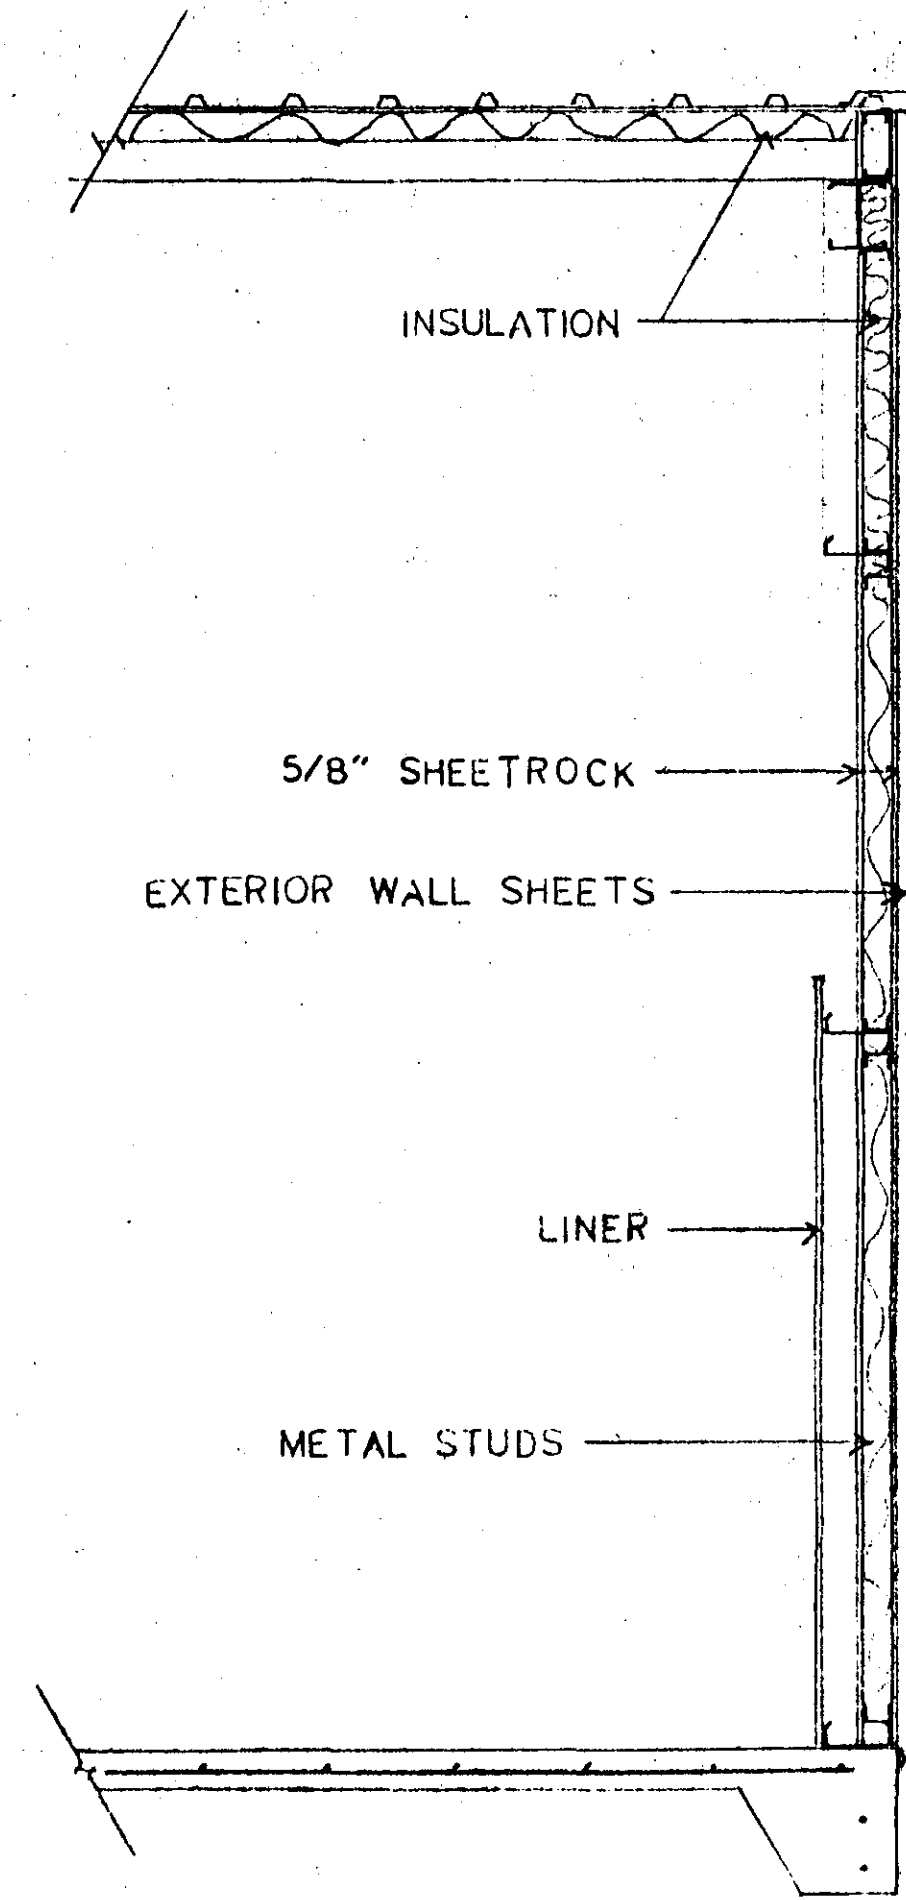 INSULATION
5/8" SHEETROCK
EXTERIOR WALL SHEETS
LINER
METAL STUDS